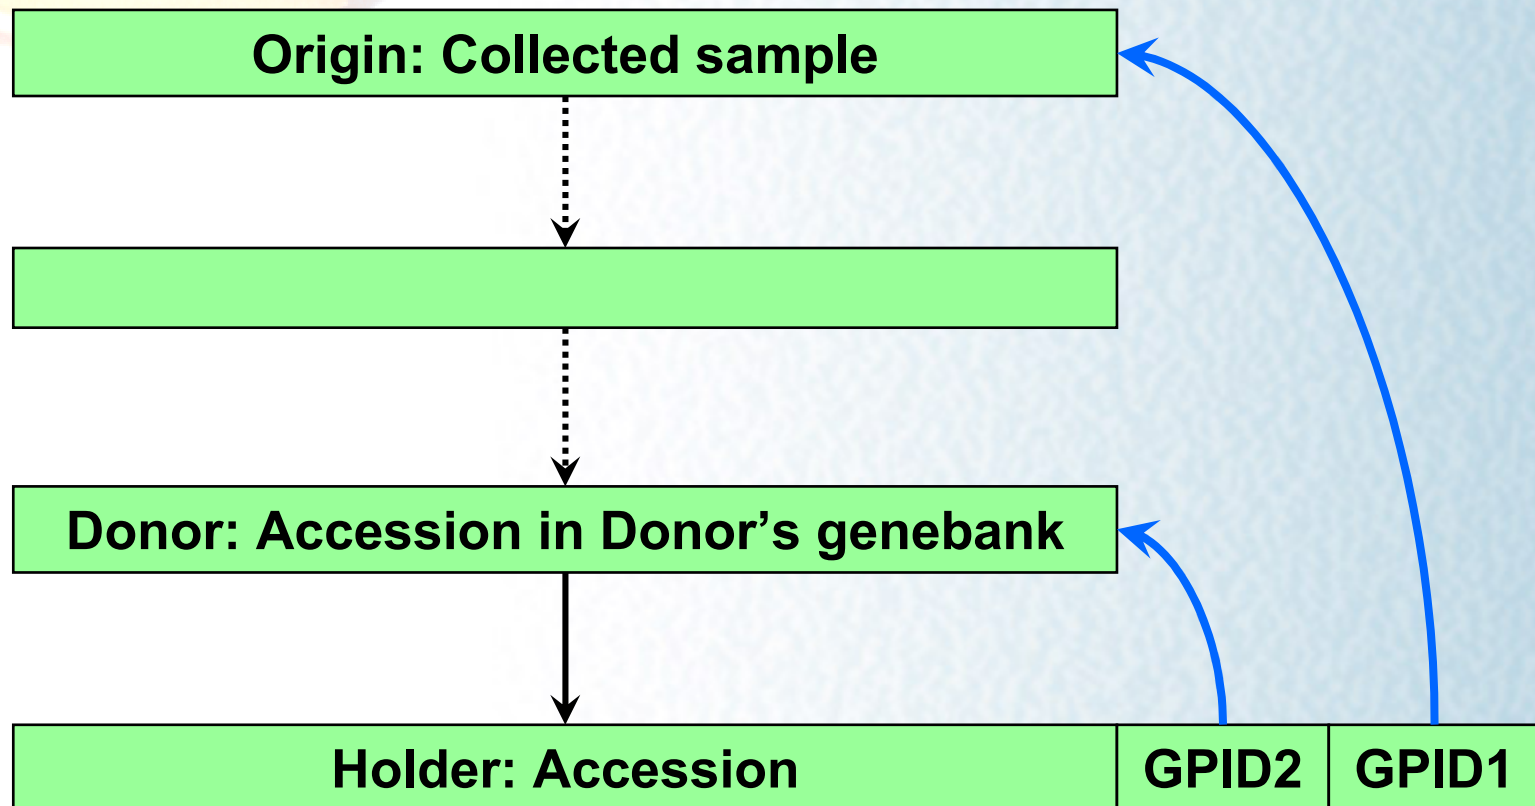 Origin: Collected sample
Donor: Accession in Donor’s genebank
Holder: Accession GPID2 GPID1